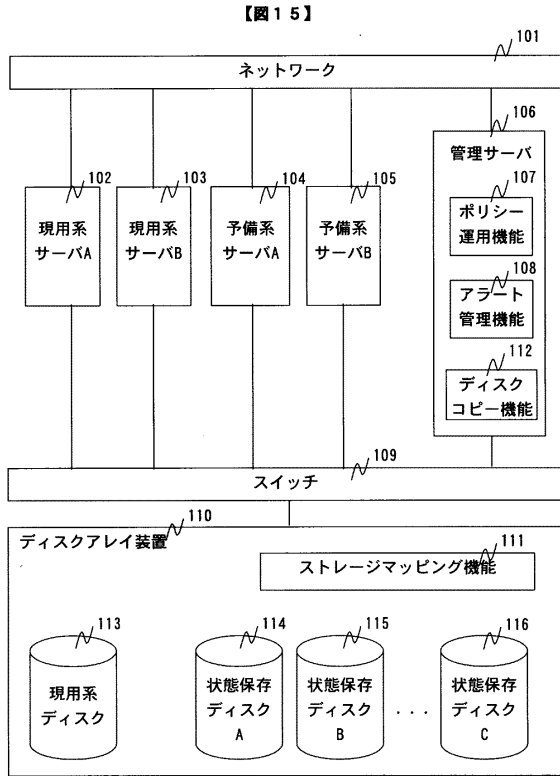 【図15】
101
ネットワーク
106
管理サーバ
102
現用系
サーバA
103
現用系
サーバB
104
予備系
サーバA
105
予備系
サーバB
107
ポリシー
運用機能
108
アラート
管理機能
112
ディスク
コピー機能
109
スイッチ
110
ディスクアレイ装置
111
ストレージマッピング機能
113
現用系
ディスク
114
状態保存
ディスク
A
115
状態保存
ディスク
B
. . .
116
状態保存
ディスク
C